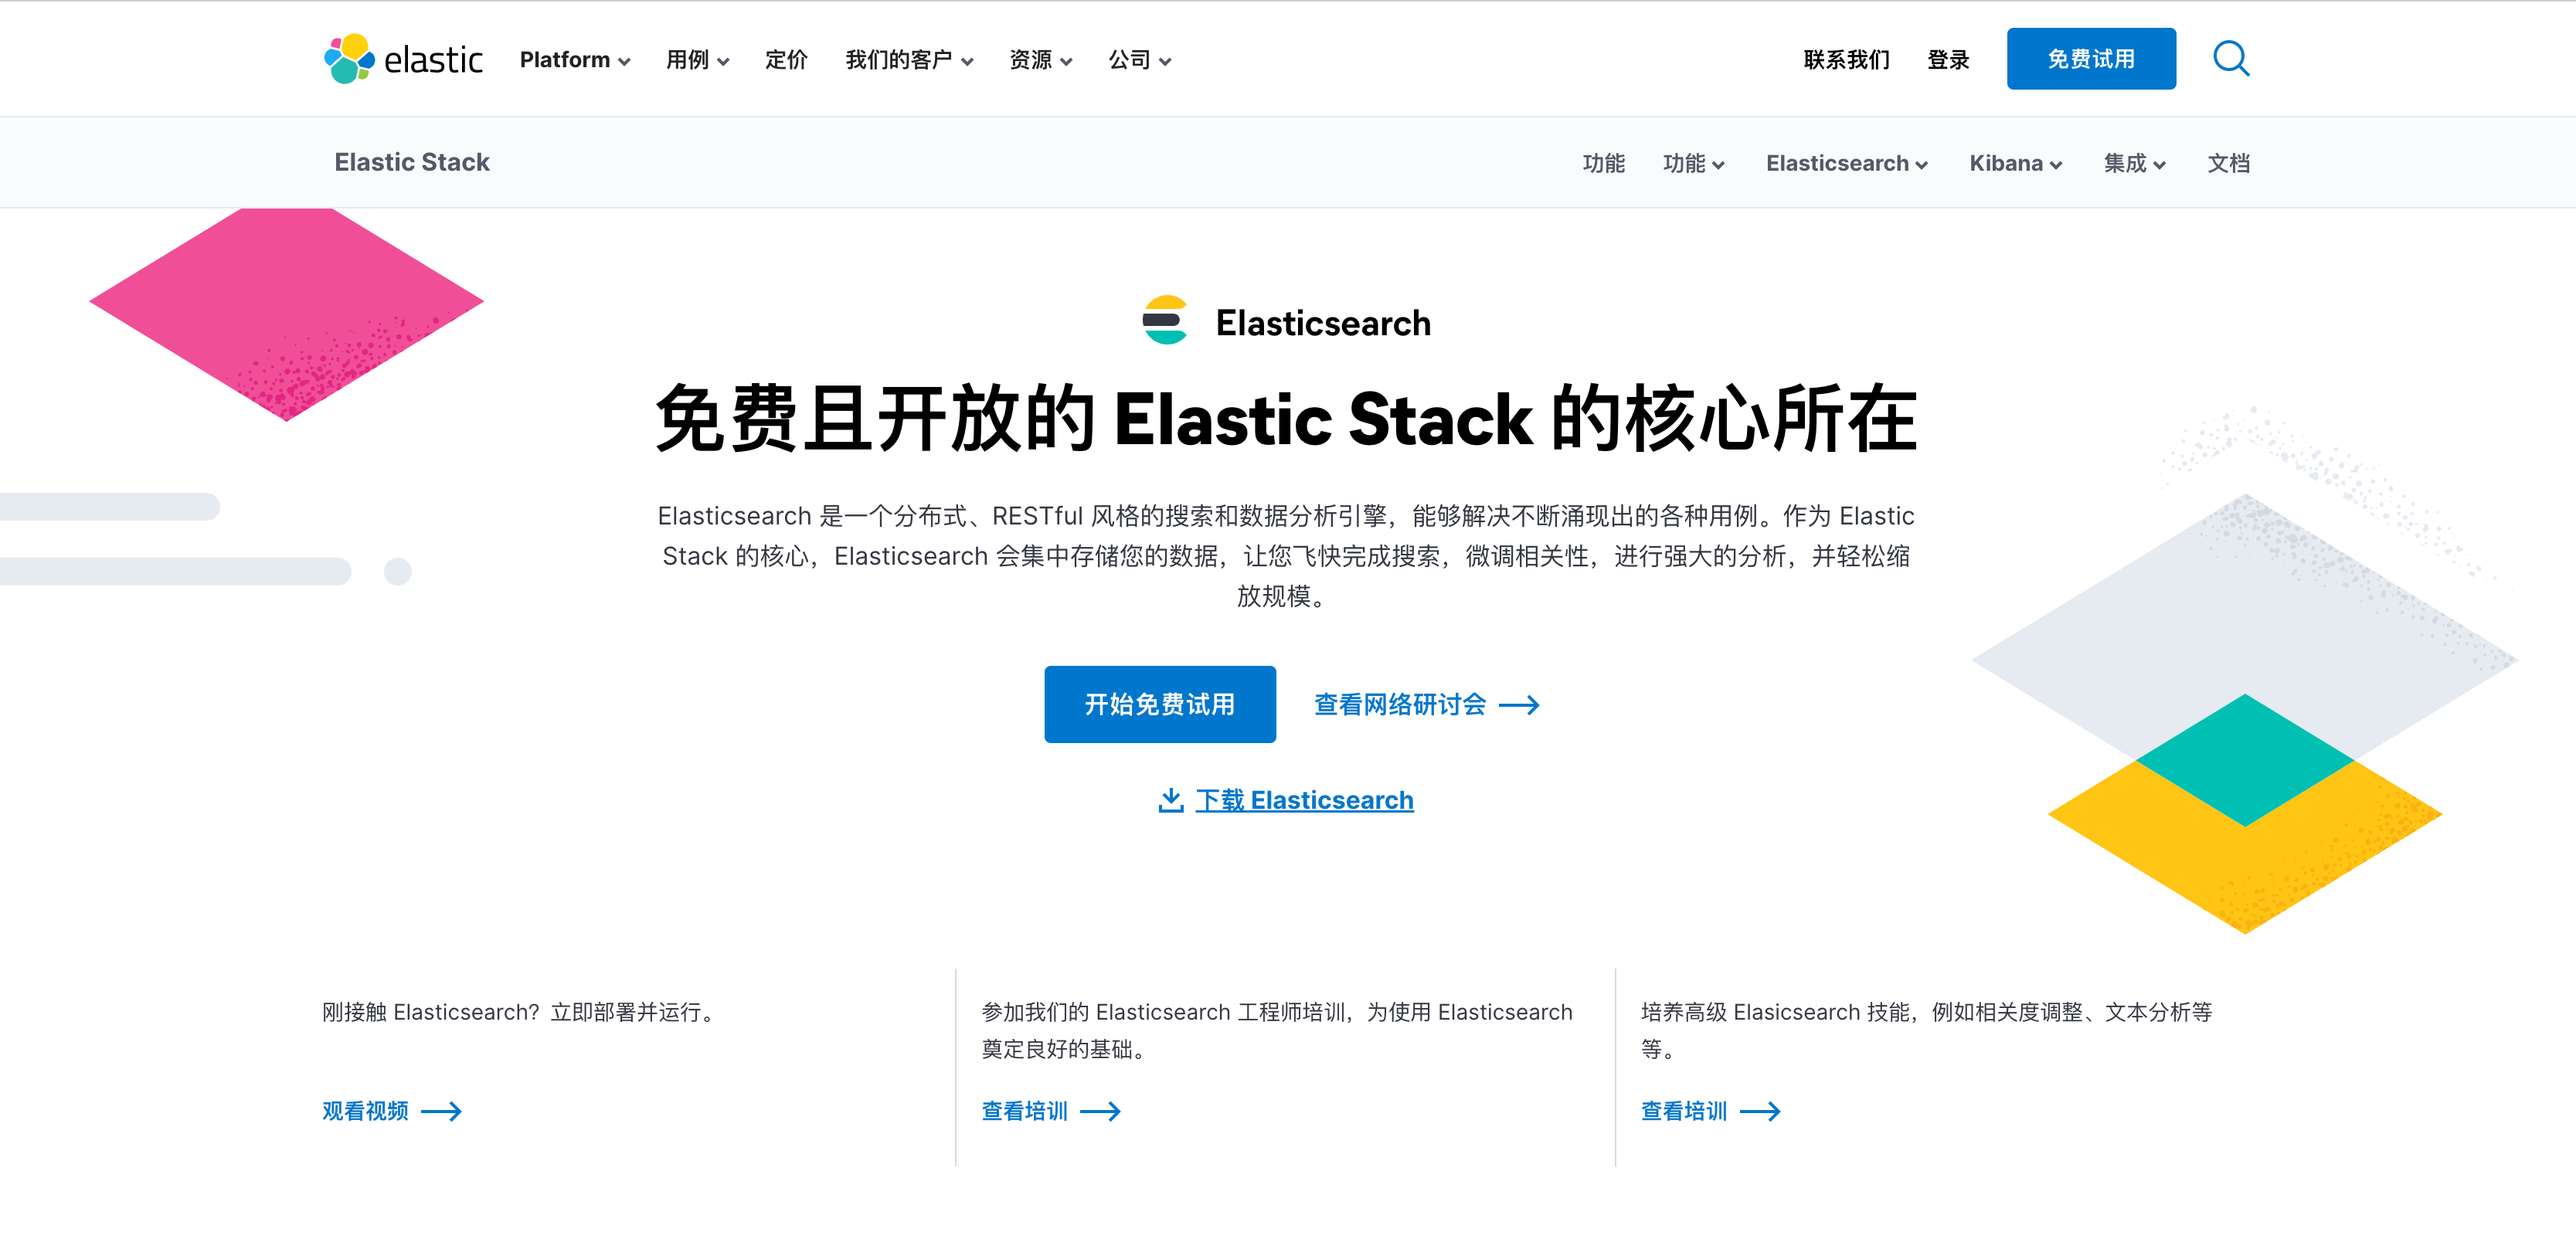 elastic Platform 用例 定价 我们的客户 资源 公司 联系我们 登录 免费试用
Elastic Stack 功能 功能 Elasticsearch Kibana 集成 文档
Elasticsearch
免费且开放的 Elastic Stack 的核心所在
Elasticsearch 是一个分布式、RESTful 风格的搜索和数据分析引擎，能够解决不断涌现出的各种用例。作为 Elastic
Stack 的核心，Elasticsearch 会集中存储您的数据，让您飞快完成搜索，微调相关性，进行强大的分析，并轻松缩
放规模。
开始免费试用 查看网络研讨会
下载 Elasticsearch
刚接触 Elasticsearch？立即部署并运行。
观看视频
参加我们的 Elasticsearch 工程师培训，为使用 Elasticsearch
奠定良好的基础。
查看培训
培养高级 Elasicsearch 技能，例如相关度调整、文本分析等
等。
查看培训